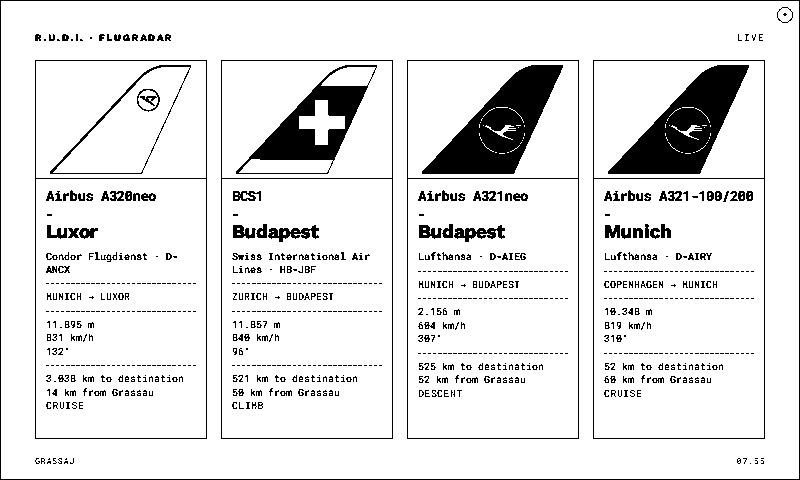 R.U.D.I. · FLUGRADAR
LIVE
Airbus A320neo
-
Luxor
Condor Flugdienst · D-
ANCX
MUNICH → LUXOR
11.895 m
831 km/h
132°
3.038 km to destination
14 km from Grassau
CRUISE
BCS1
-
Budapest
Swiss International Air
Lines · HB-JBF
ZURICH → BUDAPEST
11.857 m
840 km/h
96°
521 km to destination
50 km from Grassau
CLIMB
Airbus A321neo
-
Budapest
Lufthansa · D-AIEG
MUNICH → BUDAPEST
2.156 m
604 km/h
307°
525 km to destination
52 km from Grassau
DESCENT
Airbus A321-100/200
-
Munich
Lufthansa · D-AIRY
COPENHAGEN → MUNICH
10.348 m
819 km/h
310°
52 km to destination
60 km from Grassau
CRUISE
GRASSAU
07.55